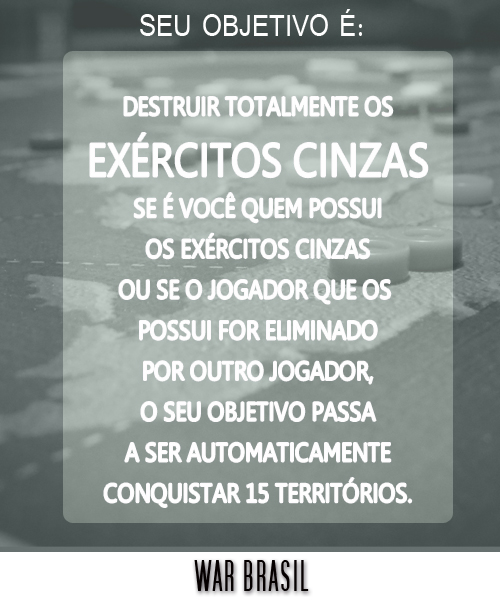 SEU OBJETIVO É:
DESTRUIR TOTALMENTE OS
EXÉRCITOS CINZAS
SE É VOCÊ QUEM POSSUI
OS EXÉRCITOS CINZAS
OU SE O JOGADOR QUE OS
POSSUI FOR ELIMINADO
POR OUTRO JOGADOR,
O SEU OBJETIVO PASSA
A SER AUTOMATICAMENTE
CONQUISTAR 15 TERRITÓRIOS.
WAR BRASIL